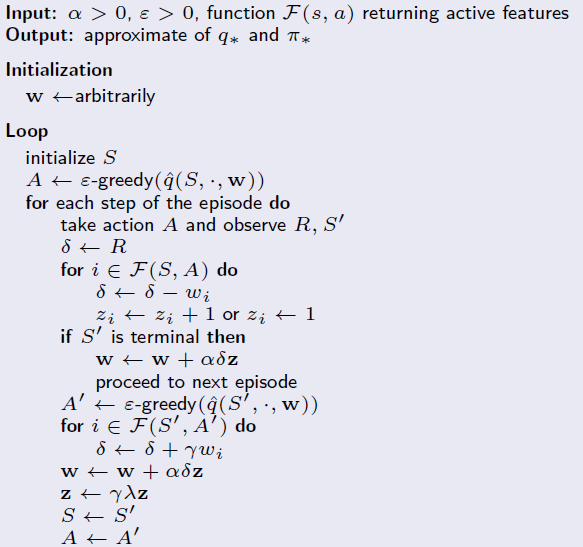 Input: α > 0, ε > 0, function ℱ(s, a) returning active features
Output: approximate of q∗ and π∗
Initialization
w ←arbitrarily
Loop
initialize S
A ← ε-greedy(q̂(S, ·, w))
for each step of the episode do
take action A and observe R, S′
δ ← R
for i ∈ ℱ(S, A) do
δ ← δ − wᵢ
zᵢ ← zᵢ + 1 or zᵢ ← 1
if S′ is terminal then
w ← w + αδz
proceed to next episode
A′ ← ε-greedy(q̂(S′, ·, w))
for i ∈ ℱ(S′, A′) do
δ ← δ + γwᵢ
w ← w + αδz
z ← γλz
S ← S′
A ← A′